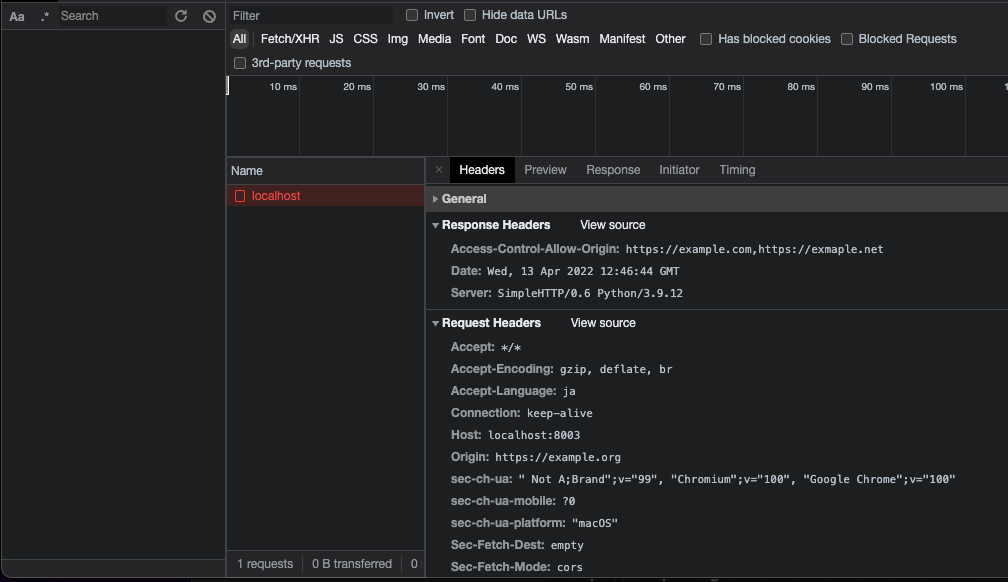 Aa .* Search Filter Invert Hide data URLs
All Fetch/XHR JS CSS Img Media Font Doc WS Wasm Manifest Other Has blocked cookies Blocked Requests
3rd-party requests
10 ms 20 ms 30 ms 40 ms 50 ms 60 ms 70 ms 80 ms 90 ms 100 ms
Name × Headers Preview Response Initiator Timing
localhost
General
Response Headers View source
Access-Control-Allow-Origin: https://example.com,https://exmaple.net
Date: Wed, 13 Apr 2022 12:46:44 GMT
Server: SimpleHTTP/0.6 Python/3.9.12
Request Headers View source
Accept: */*
Accept-Encoding: gzip, deflate, br
Accept-Language: ja
Connection: keep-alive
Host: localhost:8003
Origin: https://example.org
sec-ch-ua: " Not A;Brand";v="99", "Chromium";v="100", "Google Chrome";v="100"
sec-ch-ua-mobile: ?0
sec-ch-ua-platform: "macOS"
Sec-Fetch-Dest: empty
Sec-Fetch-Mode: cors
1 requests 0 B transferred 0